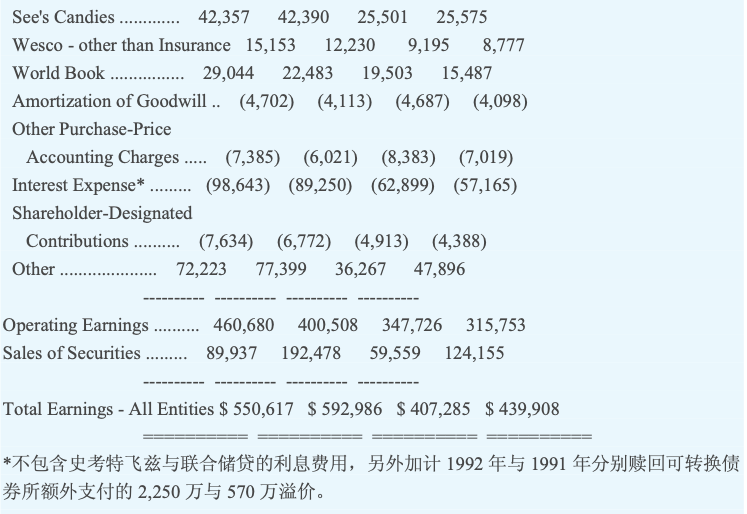 See's Candies ............ 42,357 42,390 25,501 25,575
Wesco - other than Insurance 15,153 12,230 9,195 8,777
World Book ............... 29,044 22,483 19,503 15,487
Amortization of Goodwill .. (4,702) (4,113) (4,687) (4,098)
Other Purchase-Price
Accounting Charges ..... (7,385) (6,021) (8,383) (7,019)
Interest Expense* ......... (98,643) (89,250) (62,899) (57,165)
Shareholder-Designated
Contributions .......... (7,634) (6,772) (4,913) (4,388)
Other ..................... 72,223 77,399 36,267 47,896
---------- ---------- ---------- ----------
Operating Earnings .......... 460,680 400,508 347,726 315,753
Sales of Securities ......... 89,937 192,478 59,559 124,155
---------- ---------- ---------- ----------
Total Earnings - All Entities $ 550,617 $ 592,986 $ 407,285 $ 439,908
========== ========== ========== ==========
*不包含史考特飞兹与联合储贷的利息费用，另外加计 1992 年与 1991 年分别赎回可转换债
券所额外支付的 2,250 万与 570 万溢价。